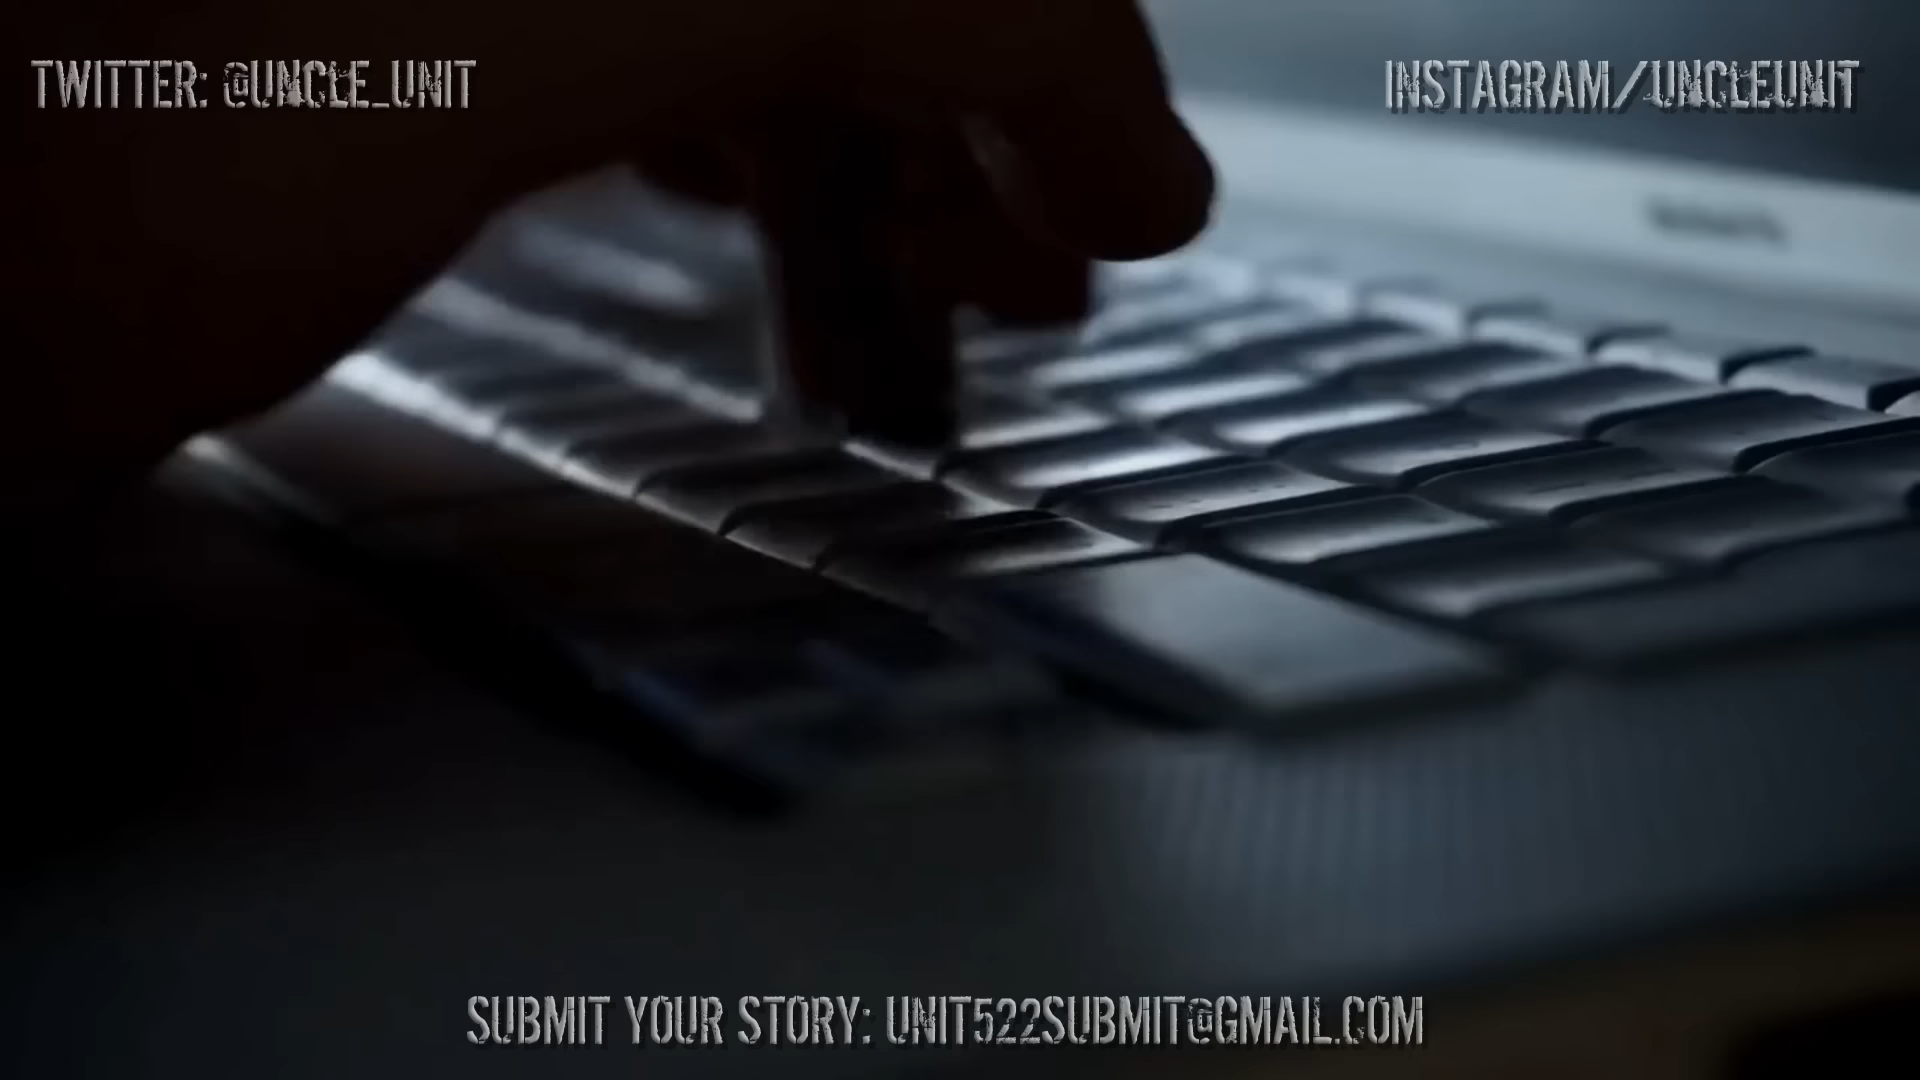 TWITTER: @UNCLE_UNIT
INSTAGRAM/UNCLEUNIT
SUBMIT YOUR STORY: UNIT522SUBMIT@GMAIL.COM